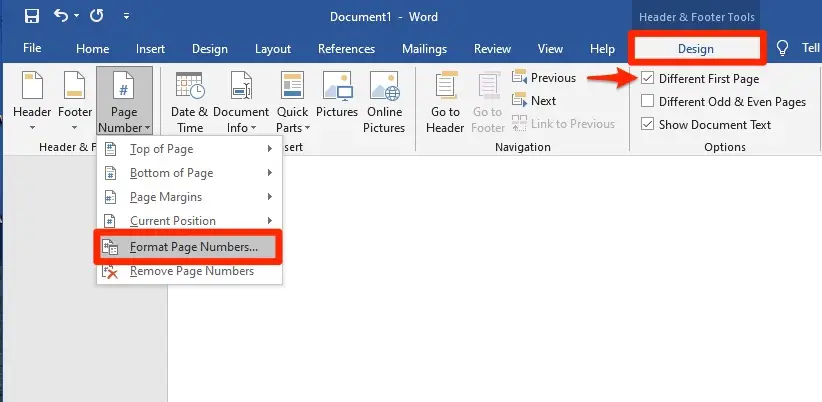 Document1 - Word
Header & Footer Tools
File Home Insert Design Layout References Mailings Review View Help Design Tell
Header
Footer
Page Number
Date & Time
Document Info
Quick Parts
Pictures
Online Pictures
Go to Header
Go to Footer
Previous
Next
Link to Previous
Different First Page
Different Odd & Even Pages
Show Document Text
Header & F
sert
Navigation
Options
Top of Page
Bottom of Page
Page Margins
Current Position
Format Page Numbers...
Remove Page Numbers